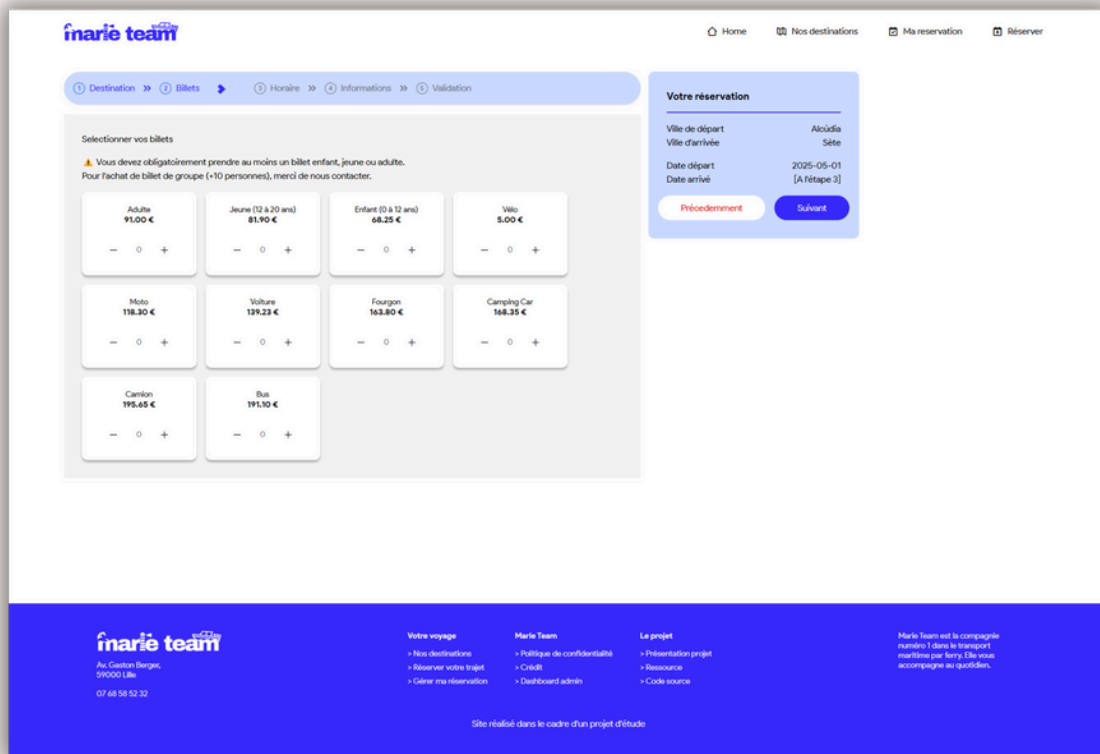 marie team
Home
Nos destinations
Ma reservation
Réserver
1 Destination
2 Billets
3 Horaire
4 Informations
5 Validation
Selectionner vos billets
⚠ Vous devez obligatoirement prendre au moins un billet enfant, jeune ou adulte.
Pour l'achat de billet de groupe (+10 personnes), merci de nous contacter.
Adulte
91.00 €
− 0 +
Jeune (12 à 20 ans)
81.90 €
− 0 +
Enfant (0 à 12 ans)
68.25 €
− 0 +
Vélo
5.00 €
− 0 +
Moto
118.30 €
− 0 +
Voiture
139.23 €
− 0 +
Fourgon
163.80 €
− 0 +
Camping Car
168.35 €
− 0 +
Camion
195.65 €
− 0 +
Bus
191.10 €
− 0 +
Votre réservation
Ville de départ Alcúdia
Ville d'arrivée Sète
Date départ 2025-05-01
Date arrivé [A l'étape 3]
Précedemment
Suivant
marie team
Av. Gaston Berger,
59000 Lille
07 68 58 52 32
Votre voyage
> Nos destinations
> Réserver votre trajet
> Gérer ma réservation
Marie Team
> Politique de confidentialité
> Crédit
> Dashboard admin
Le projet
> Présentation projet
> Ressource
> Code source
Marie Team est la compagnie
numéro 1 dans le transport
maritime par ferry. Elle vous
accompagne au quotidien.
Site réalisé dans le cadre d'un projet d'étude